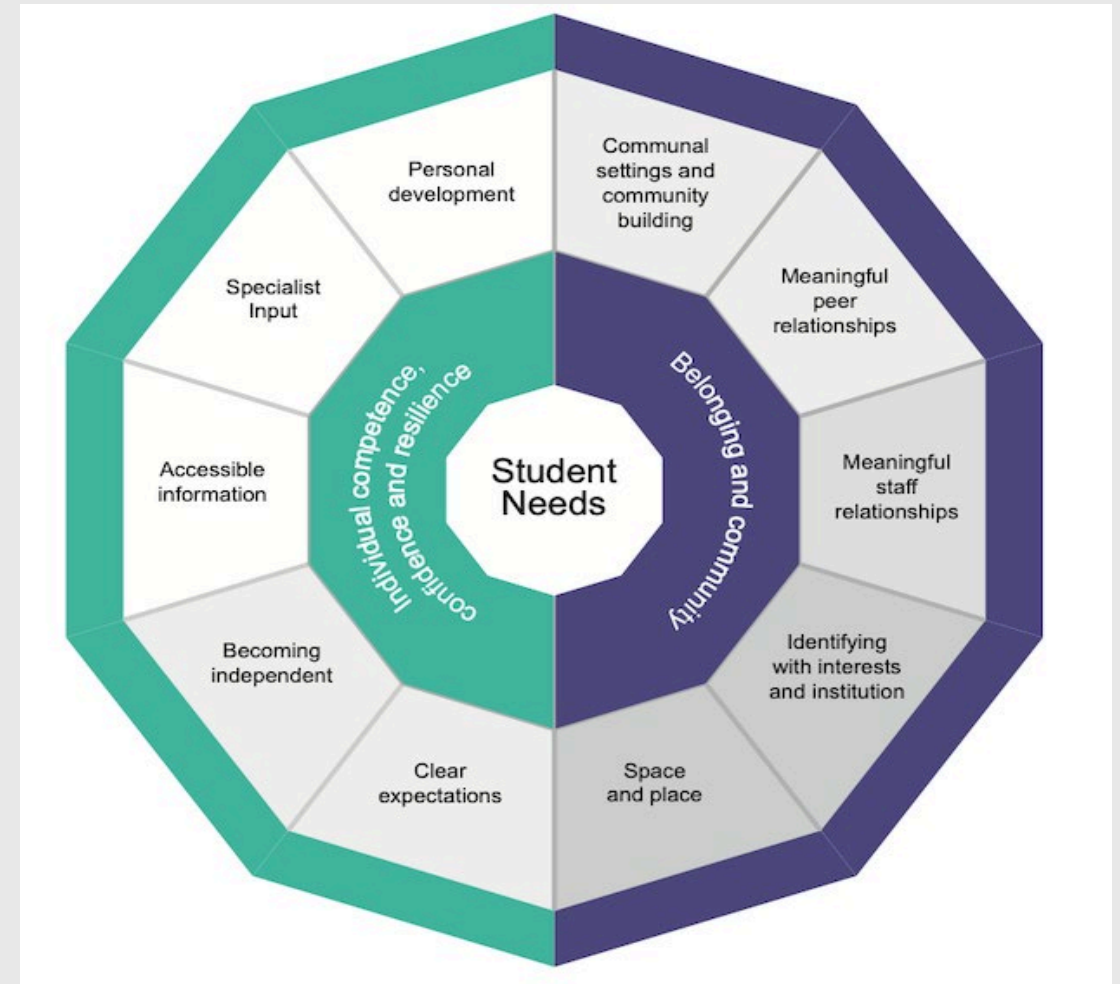 Student
Needs
Individual competence,
confidence and resilience
Belonging and community
Communal
settings and
community
building
Meaningful
peer
relationships
Meaningful
staff
relationships
Identifying
with interests
and institution
Space
and place
Clear
expectations
Becoming
independent
Accessible
information
Specialist
Input
Personal
development